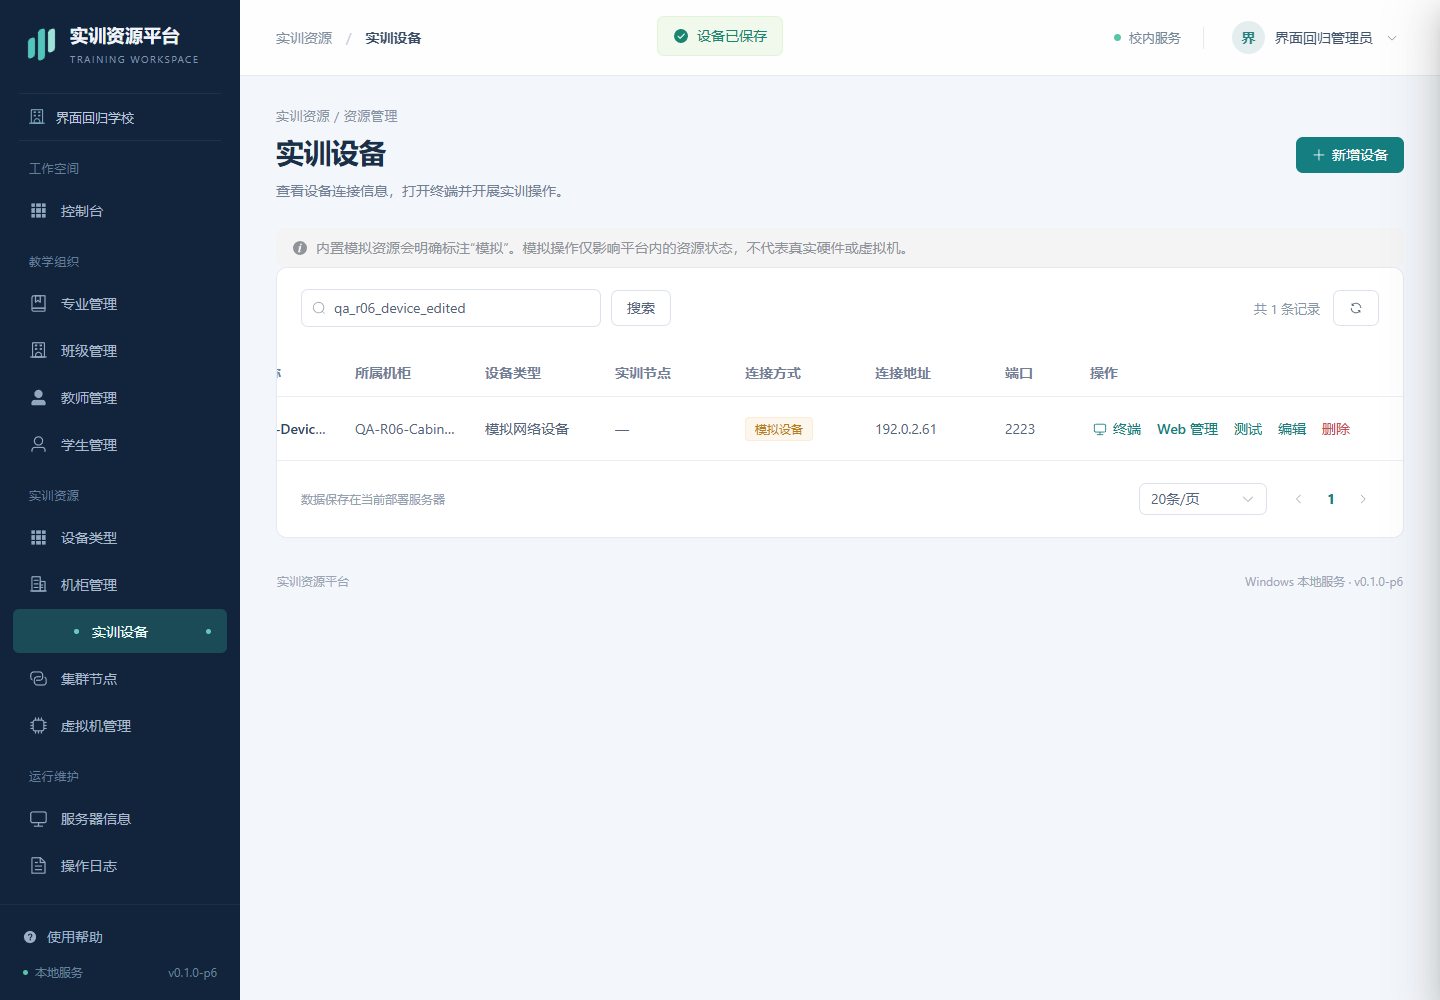 实训资源平台
TRAINING WORKSPACE
界面回归学校
工作空间
控制台
教学组织
专业管理
班级管理
教师管理
学生管理
实训资源
设备类型
机柜管理
实训设备
集群节点
虚拟机管理
运行维护
服务器信息
操作日志
使用帮助
本地服务 v0.1.0-p6
实训资源 / 实训设备
设备已保存
校内服务
界 界面回归管理员
实训资源 / 资源管理
实训设备
查看设备连接信息，打开终端并开展实训操作。
新增设备
内置模拟资源会明确标注“模拟”。模拟操作仅影响平台内的资源状态，不代表真实硬件或虚拟机。
qa_r06_device_edited 搜索 共 1 条记录
所属机柜 设备类型 实训节点 连接方式 连接地址 端口 操作
-Devic... QA-R06-Cabin... 模拟网络设备 — 模拟设备 192.0.2.61 2223 终端 Web 管理 测试 编辑 删除
数据保存在当前部署服务器 20条/页 1
实训资源平台 Windows 本地服务 · v0.1.0-p6